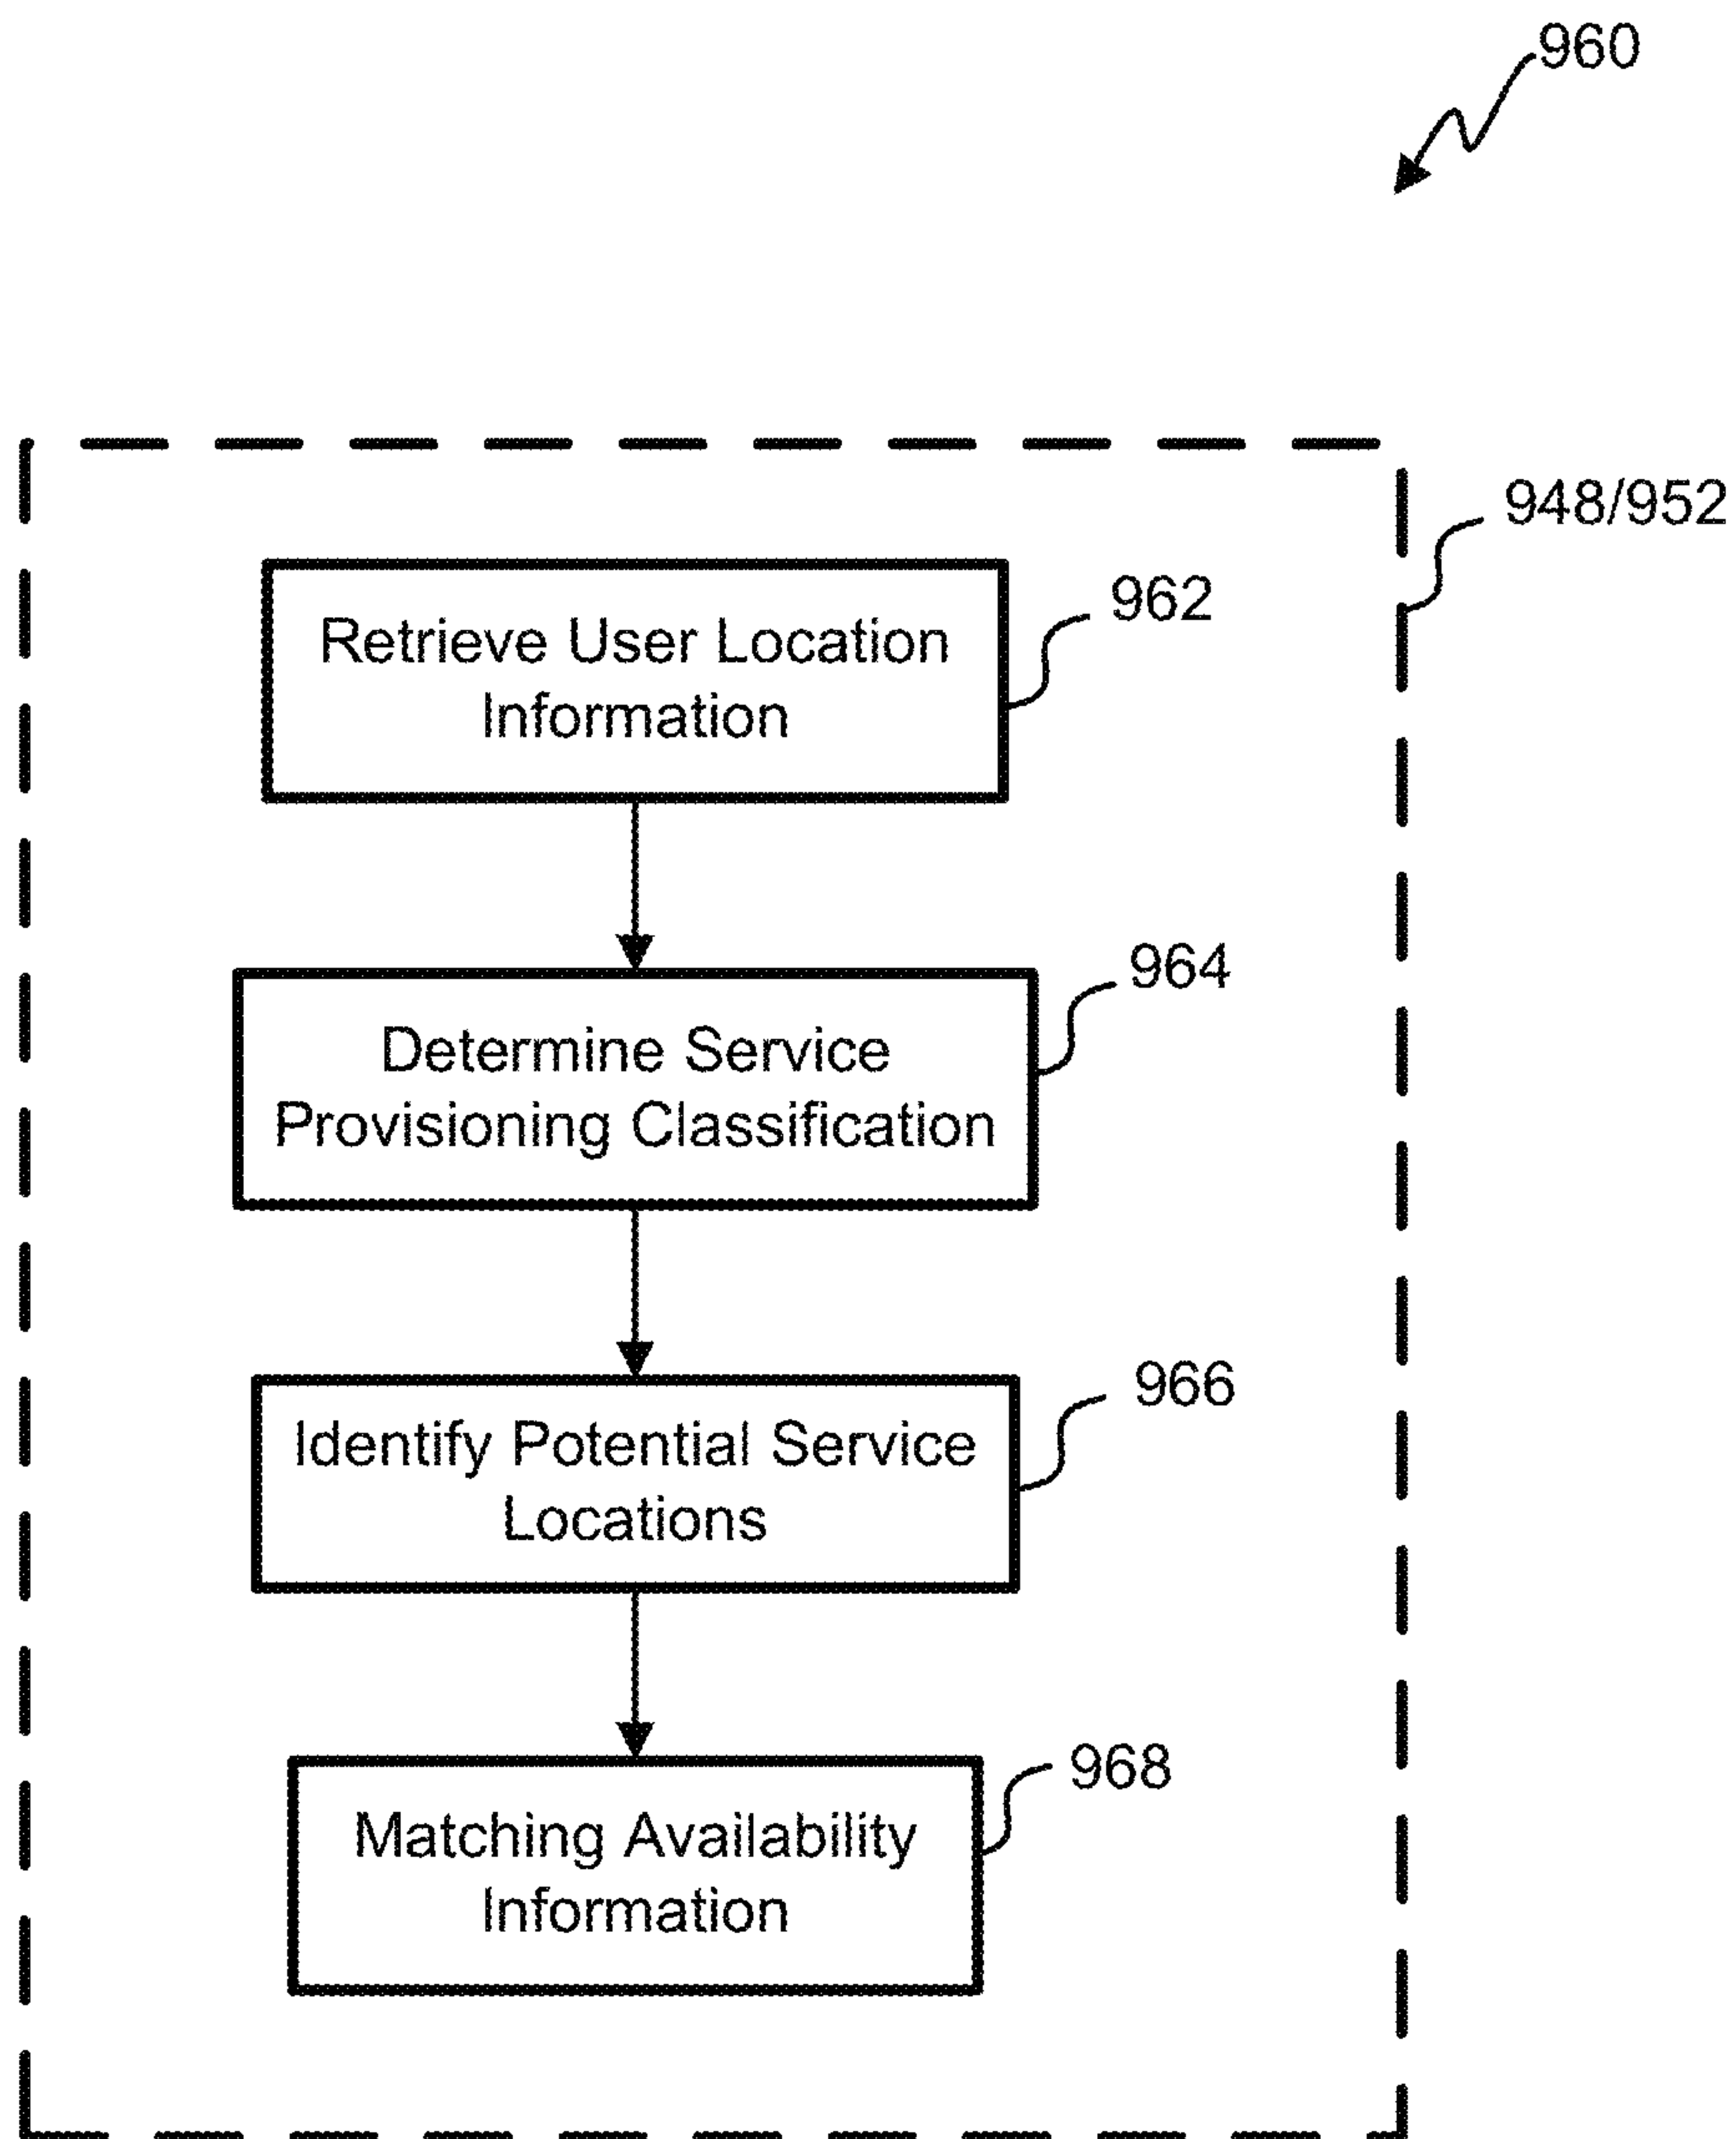 960
948/952
Retrieve User Location
Information
962
Determine Service
Provisioning Classification
964
Identify Potential Service
Locations
966
Matching Availability
Information
968